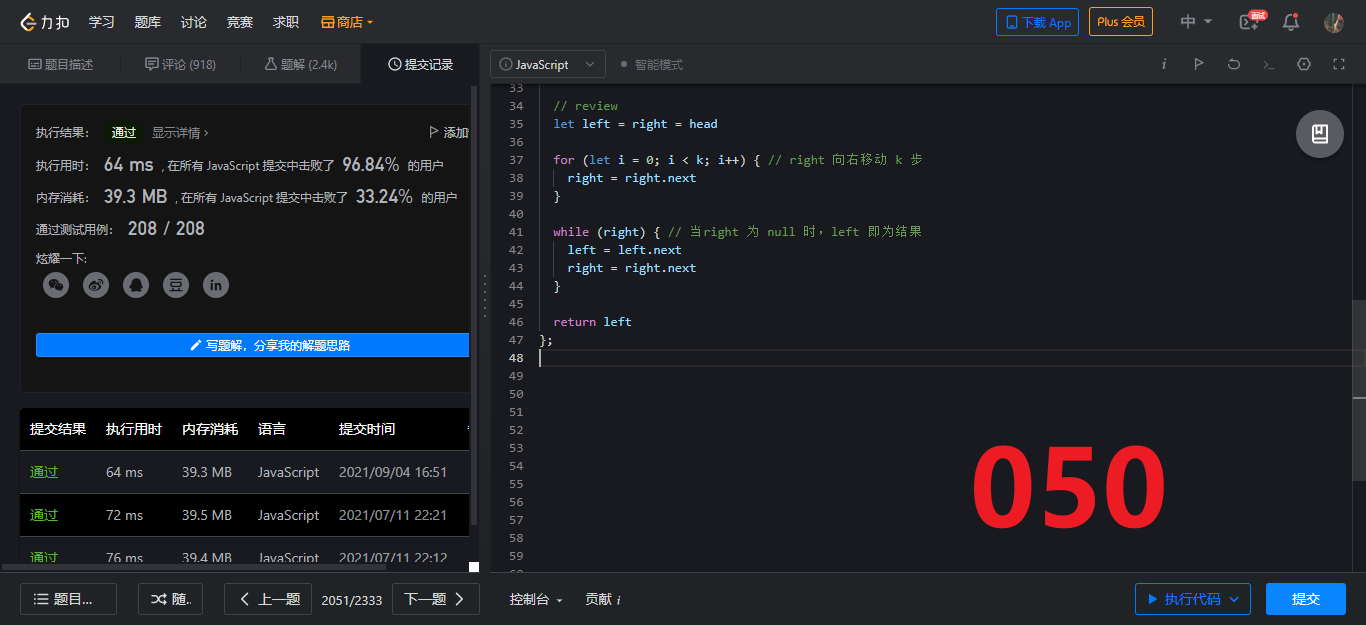 力扣 学习 题库 讨论 竞赛 求职 商店 下载 App Plus 会员 中 面试
题目描述 评论 (918) 题解 (2.4k) 提交记录
执行结果： 通过 显示详情 › 添加
执行用时： 64 ms , 在所有 JavaScript 提交中击败了 96.84% 的用户
内存消耗： 39.3 MB , 在所有 JavaScript 提交中击败了 33.24% 的用户
通过测试用例： 208 / 208
炫耀一下:
豆 in
写题解，分享我的解题思路
提交结果 执行用时 内存消耗 语言 提交时间
通过 64 ms 39.3 MB JavaScript 2021/09/04 16:51
通过 72 ms 39.5 MB JavaScript 2021/07/11 22:21
通过 76 ms 39.4 MB JavaScript 2021/07/11 22:12
题目... 随.. 上一题 2051/2333 下一题
i JavaScript 智能模式 i
33
34 // review
35 let left = right = head
36
37 for (let i = 0; i < k; i++) { // right 向右移动 k 步
38 right = right.next
39 }
40
41 while (right) { // 当right 为 null 时，left 即为结果
42 left = left.next
43 right = right.next
44 }
45
46 return left
47 };
48
49
50
51
52
53
54
55
56
57
58
59
050
控制台 贡献 i 执行代码 提交